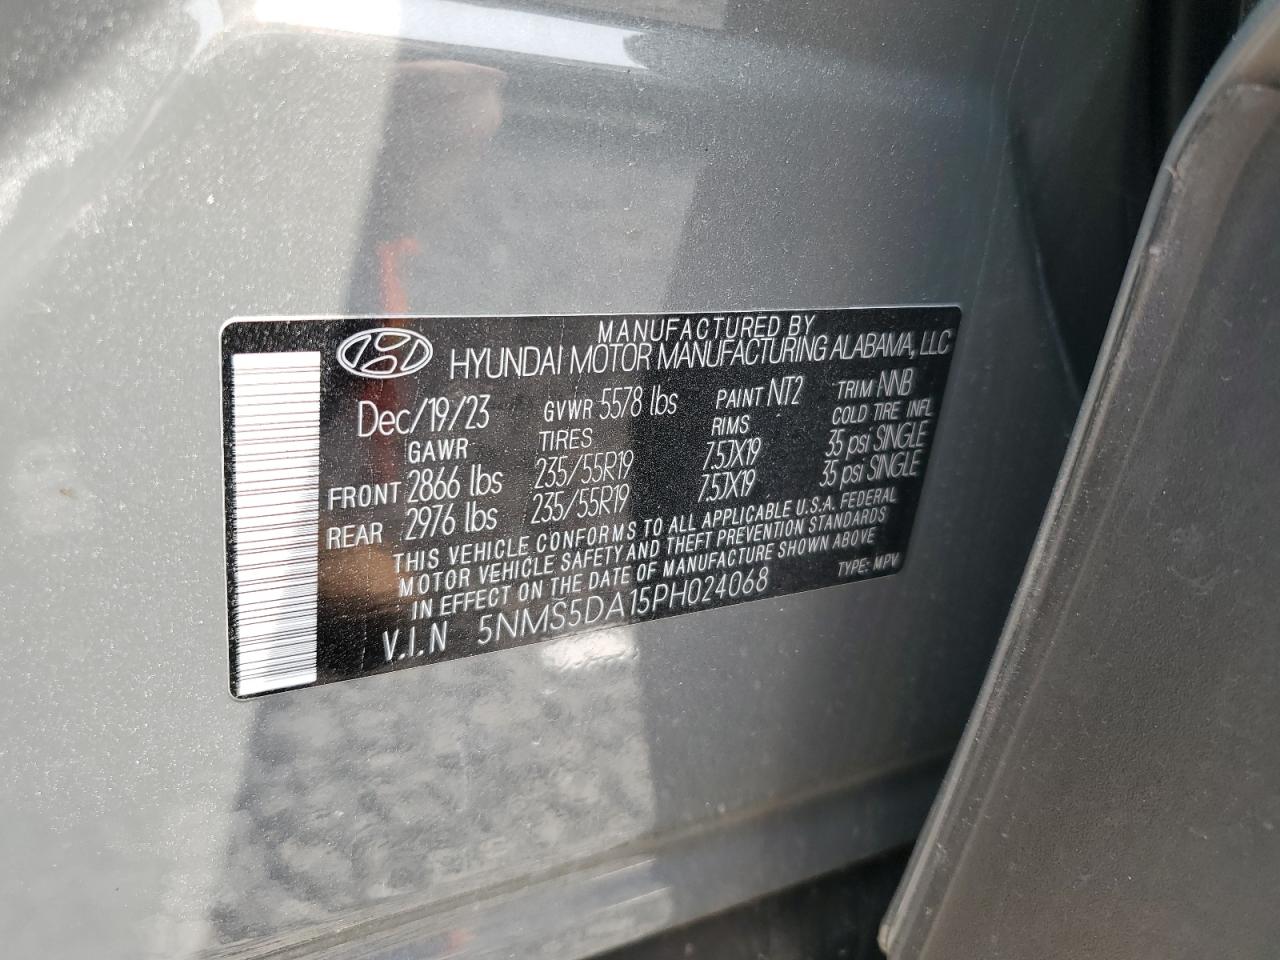 MANUFACTURED BY
HYUNDAI MOTOR MANUFACTURING ALABAMA, LLC
Dec/19/23 GVWR 5578 lbs PAINT NT2 TRIM NNB
GAWR TIRES RIMS COLD TIRE INFL
FRONT 2866 lbs 235/55R19 7.5JX19 35 psi SINGLE
REAR 2976 lbs 235/55R19 7.5JX19 35 psi SINGLE
THIS VEHICLE CONFORMS TO ALL APPLICABLE U.S.A. FEDERAL
MOTOR VEHICLE SAFETY AND THEFT PREVENTION STANDARDS
IN EFFECT ON THE DATE OF MANUFACTURE SHOWN ABOVE
V.I.N 5NMS5DA15PH024068 TYPE: MPV